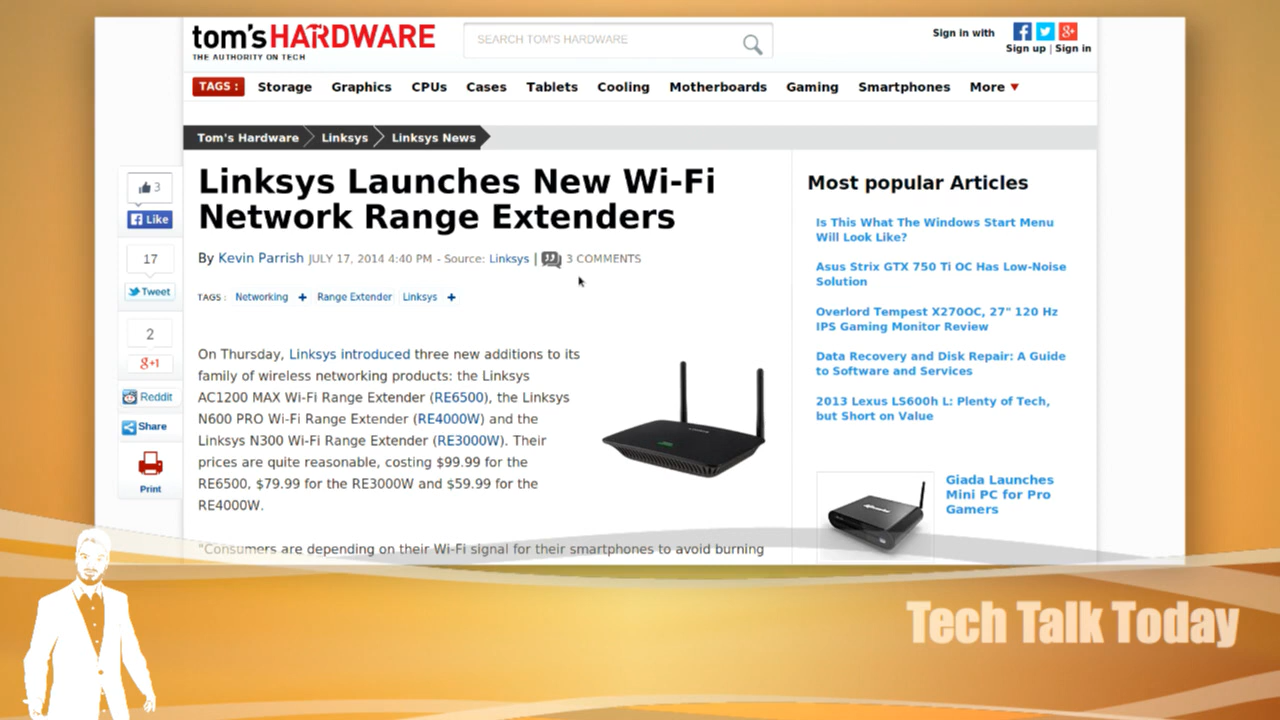 tom'sHARDWARE
THE AUTHORITY ON TECH
SEARCH TOM'S HARDWARE
Sign in with
Sign up | Sign in
TAGS : Storage Graphics CPUs Cases Tablets Cooling Motherboards Gaming Smartphones More
Tom's Hardware Linksys Linksys News
3
Like
17
Tweet
2
g+1
Reddit
Share
Print
Linksys Launches New Wi-Fi
Network Range Extenders
By Kevin Parrish JULY 17, 2014 4:40 PM - Source: Linksys | 3 COMMENTS
TAGS : Networking + Range Extender Linksys +
On Thursday, Linksys introduced three new additions to its
family of wireless networking products: the Linksys
AC1200 MAX Wi-Fi Range Extender (RE6500), the Linksys
N600 PRO Wi-Fi Range Extender (RE4000W) and the
Linksys N300 Wi-Fi Range Extender (RE3000W). Their
prices are quite reasonable, costing $99.99 for the
RE6500, $79.99 for the RE3000W and $59.99 for the
RE4000W.
"Consumers are depending on their Wi-Fi signal for their smartphones to avoid burning
Most popular Articles
Is This What The Windows Start Menu
Will Look Like?
Asus Strix GTX 750 Ti OC Has Low-Noise
Solution
Overlord Tempest X270OC, 27" 120 Hz
IPS Gaming Monitor Review
Data Recovery and Disk Repair: A Guide
to Software and Services
2013 Lexus LS600h L: Plenty of Tech,
but Short on Value
Giada Launches
Mini PC for Pro
Gamers
Tech Talk Today